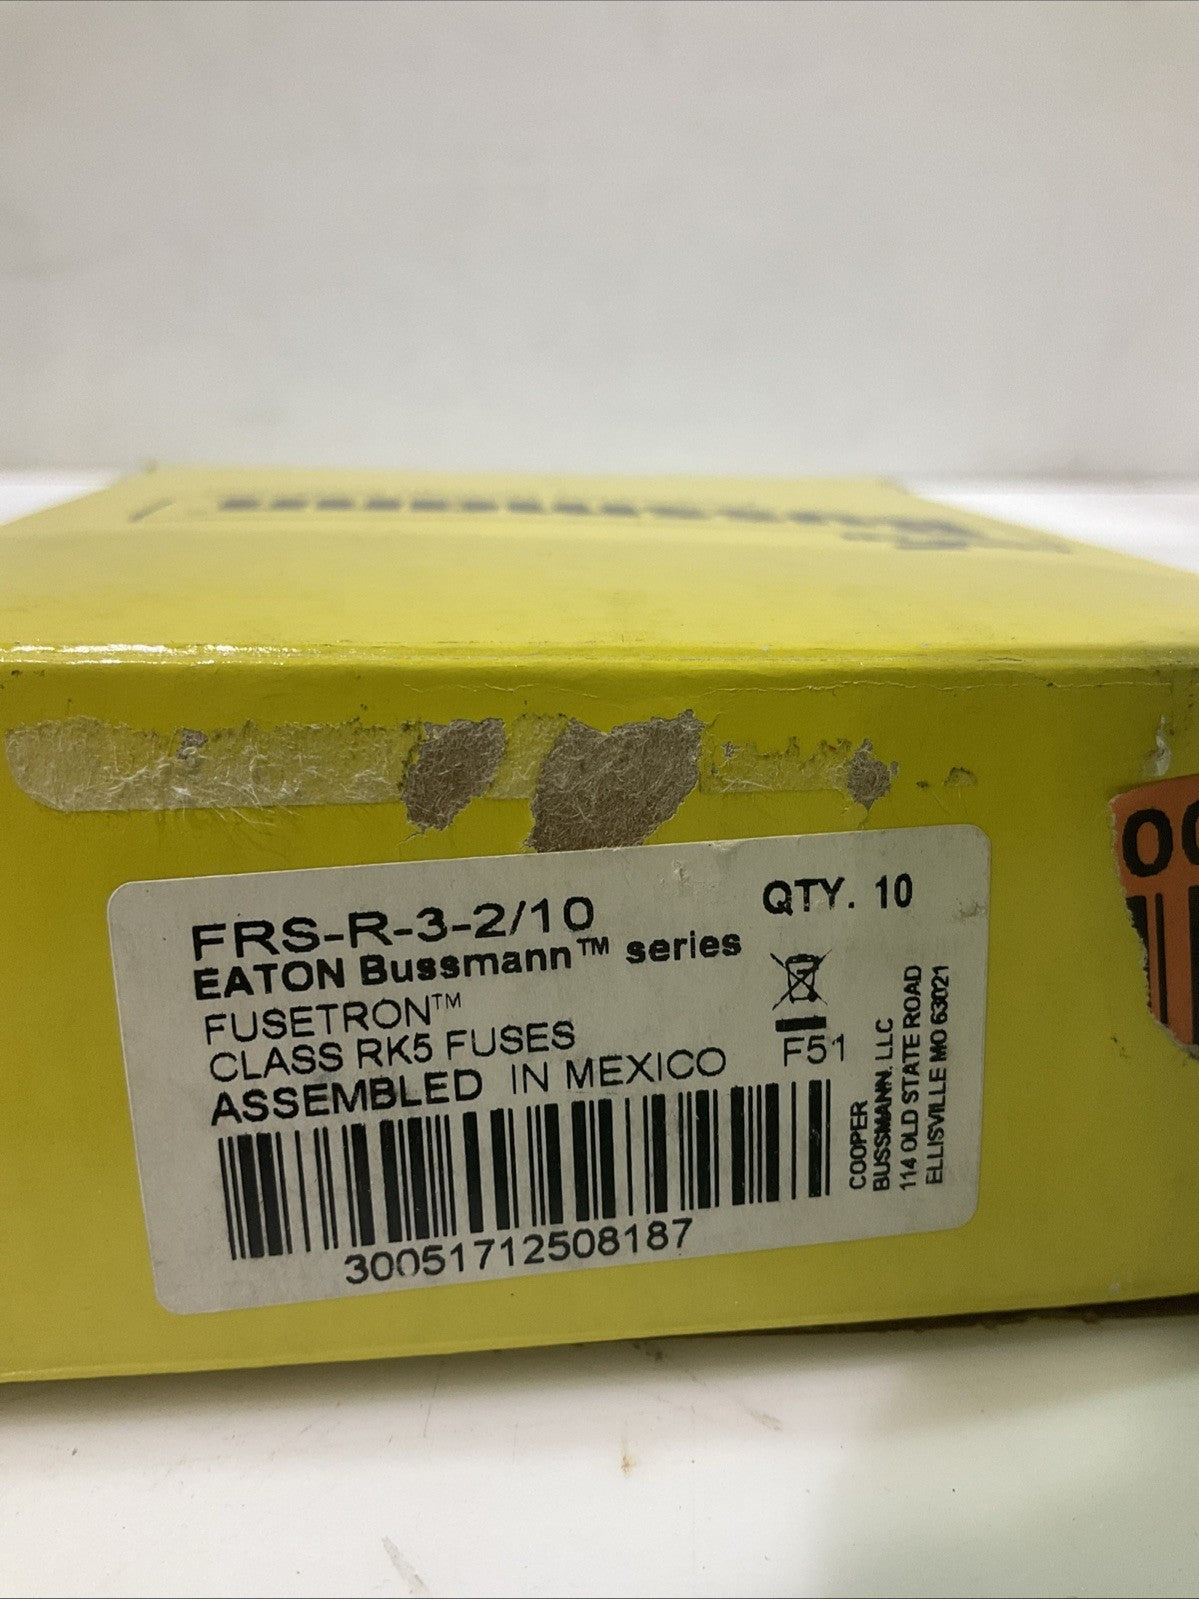 Bussmann
FRS-R-3-2/10
QTY. 10
EATON Bussmann™ series
FUSETRON™
CLASS RK5 FUSES
ASSEMBLED IN MEXICO
F51
30051712508187
COOPER
BUSSMANN. LLC
114 OLD STATE ROAD
ELLISVILLE MO 63021